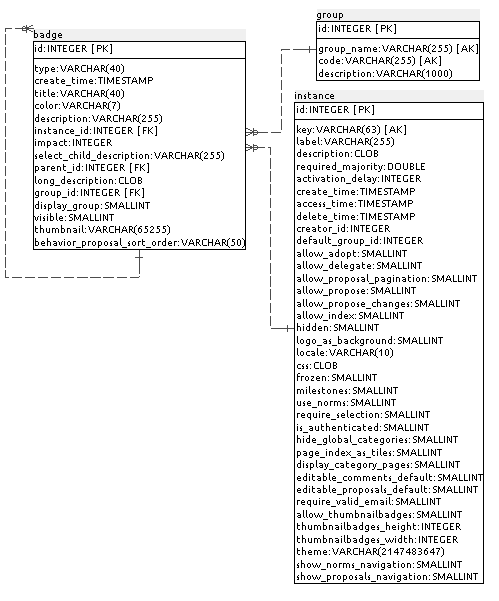 badge
id:INTEGER [PK]
type:VARCHAR(40)
create_time:TIMESTAMP
title:VARCHAR(40)
color:VARCHAR(7)
description:VARCHAR(255)
instance_id:INTEGER [FK]
impact:INTEGER
select_child_description:VARCHAR(255)
parent_id:INTEGER [FK]
long_description:CLOB
group_id:INTEGER [FK]
display_group:SMALLINT
visible:SMALLINT
thumbnail:VARCHAR(65255)
behavior_proposal_sort_order:VARCHAR(50)
group
id:INTEGER [PK]
group_name:VARCHAR(255) [AK]
code:VARCHAR(255) [AK]
description:VARCHAR(1000)
instance
id:INTEGER [PK]
key:VARCHAR(63) [AK]
label:VARCHAR(255)
description:CLOB
required_majority:DOUBLE
activation_delay:INTEGER
create_time:TIMESTAMP
access_time:TIMESTAMP
delete_time:TIMESTAMP
creator_id:INTEGER
default_group_id:INTEGER
allow_adopt:SMALLINT
allow_delegate:SMALLINT
allow_proposal_pagination:SMALLINT
allow_propose:SMALLINT
allow_propose_changes:SMALLINT
allow_index:SMALLINT
hidden:SMALLINT
logo_as_background:SMALLINT
locale:VARCHAR(10)
css:CLOB
frozen:SMALLINT
milestones:SMALLINT
use_norms:SMALLINT
require_selection:SMALLINT
is_authenticated:SMALLINT
hide_global_categories:SMALLINT
page_index_as_tiles:SMALLINT
display_category_pages:SMALLINT
editable_comments_default:SMALLINT
editable_proposals_default:SMALLINT
require_valid_email:SMALLINT
allow_thumbnailbadges:SMALLINT
thumbnailbadges_height:INTEGER
thumbnailbadges_width:INTEGER
theme:VARCHAR(2147483647)
show_norms_navigation:SMALLINT
show_proposals_navigation:SMALLINT